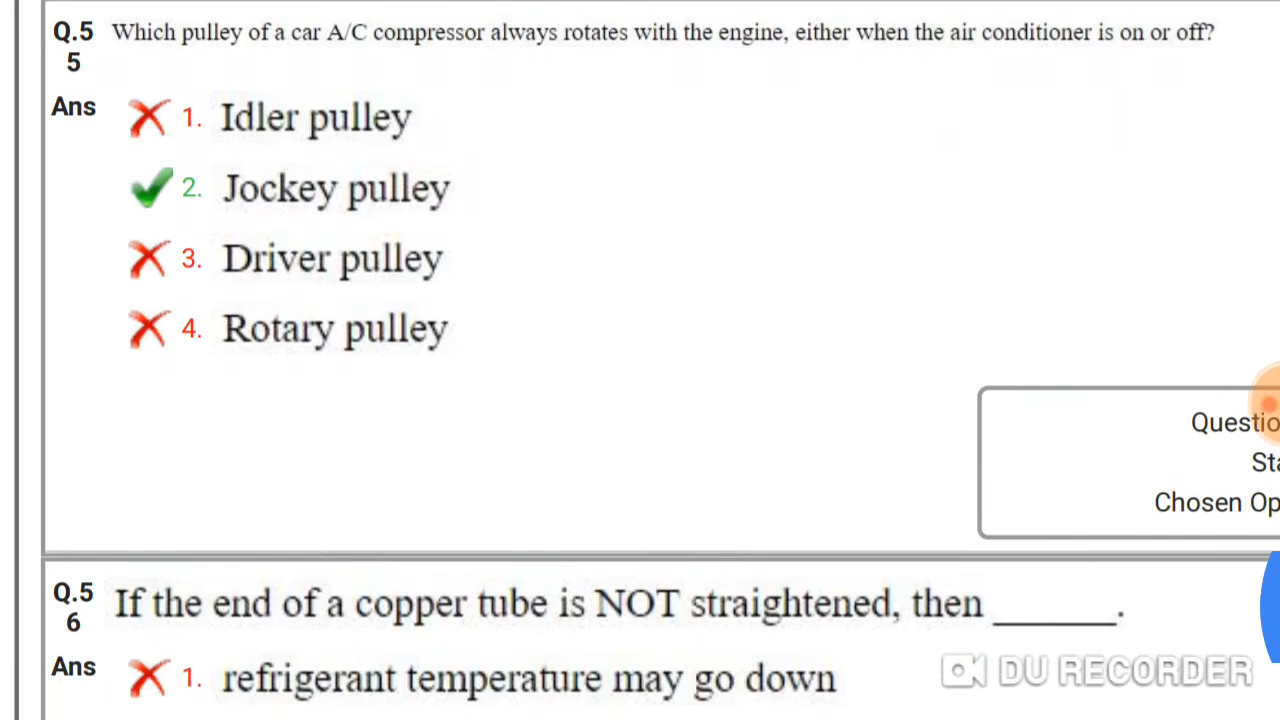 Q.5 Which pulley of a car A/C compressor always rotates with the engine, either when the air conditioner is on or off?
5
Ans 1. Idler pulley
2. Jockey pulley
3. Driver pulley
4. Rotary pulley
Questio
Sta
Chosen Op
Q.5 If the end of a copper tube is NOT straightened, then ______.
6
Ans 1. refrigerant temperature may go down
DU RECORDER